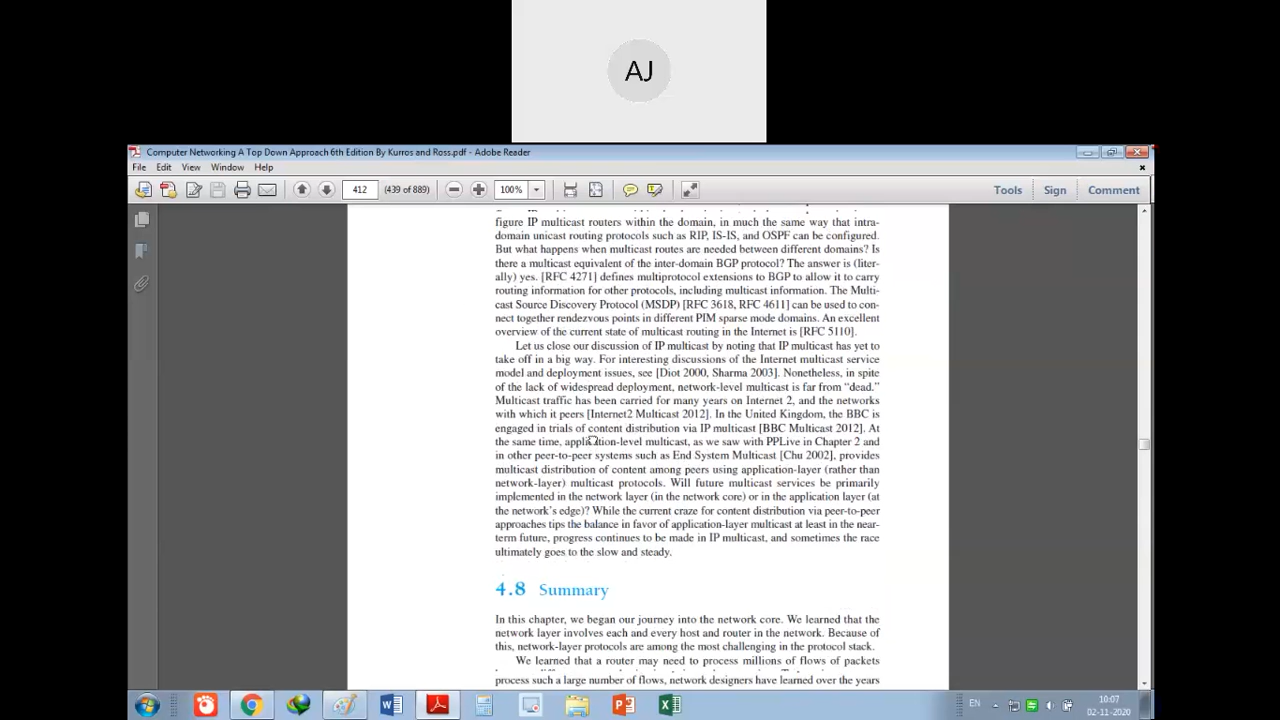 AJ
Computer Networking A Top Down Approach 6th Edition By Kurros and Ross.pdf - Adobe Reader
File Edit View Window Help
412 (439 of 889) 100% Tools Sign Comment
figure IP multicast routers within the domain, in much the same way that intra-
domain unicast routing protocols such as RIP, IS-IS, and OSPF can be configured.
But what happens when multicast routes are needed between different domains? Is
there a multicast equivalent of the inter-domain BGP protocol? The answer is (liter-
ally) yes. [RFC 4271] defines multiprotocol extensions to BGP to allow it to carry
routing information for other protocols, including multicast information. The Multi-
cast Source Discovery Protocol (MSDP) [RFC 3618, RFC 4611] can be used to con-
nect together rendezvous points in different PIM sparse mode domains. An excellent
overview of the current state of multicast routing in the Internet is [RFC 5110].
Let us close our discussion of IP multicast by noting that IP multicast has yet to
take off in a big way. For interesting discussions of the Internet multicast service
model and deployment issues, see [Diot 2000, Sharma 2003]. Nonetheless, in spite
of the lack of widespread deployment, network-level multicast is far from “dead.”
Multicast traffic has been carried for many years on Internet 2, and the networks
with which it peers [Internet2 Multicast 2012]. In the United Kingdom, the BBC is
engaged in trials of content distribution via IP multicast [BBC Multicast 2012]. At
the same time, application-level multicast, as we saw with PPLive in Chapter 2 and
in other peer-to-peer systems such as End System Multicast [Chu 2002], provides
multicast distribution of content among peers using application-layer (rather than
network-layer) multicast protocols. Will future multicast services be primarily
implemented in the network layer (in the network core) or in the application layer (at
the network’s edge)? While the current craze for content distribution via peer-to-peer
approaches tips the balance in favor of application-layer multicast at least in the near-
term future, progress continues to be made in IP multicast, and sometimes the race
ultimately goes to the slow and steady.
4.8 Summary
In this chapter, we began our journey into the network core. We learned that the
network layer involves each and every host and router in the network. Because of
this, network-layer protocols are among the most challenging in the protocol stack.
We learned that a router may need to process millions of flows of packets
process such a large number of flows, network designers have learned over the years
EN 10:07
02-11-2020